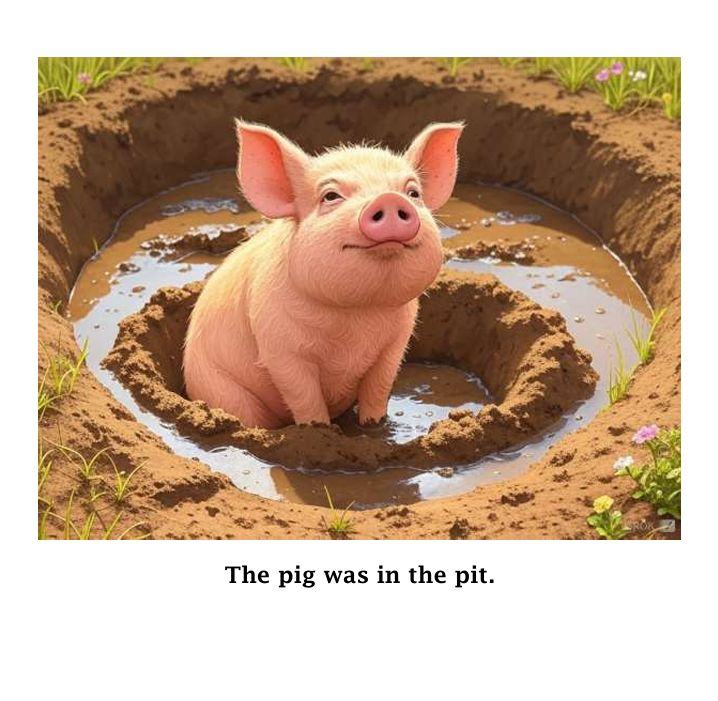 The pig was in the pit.